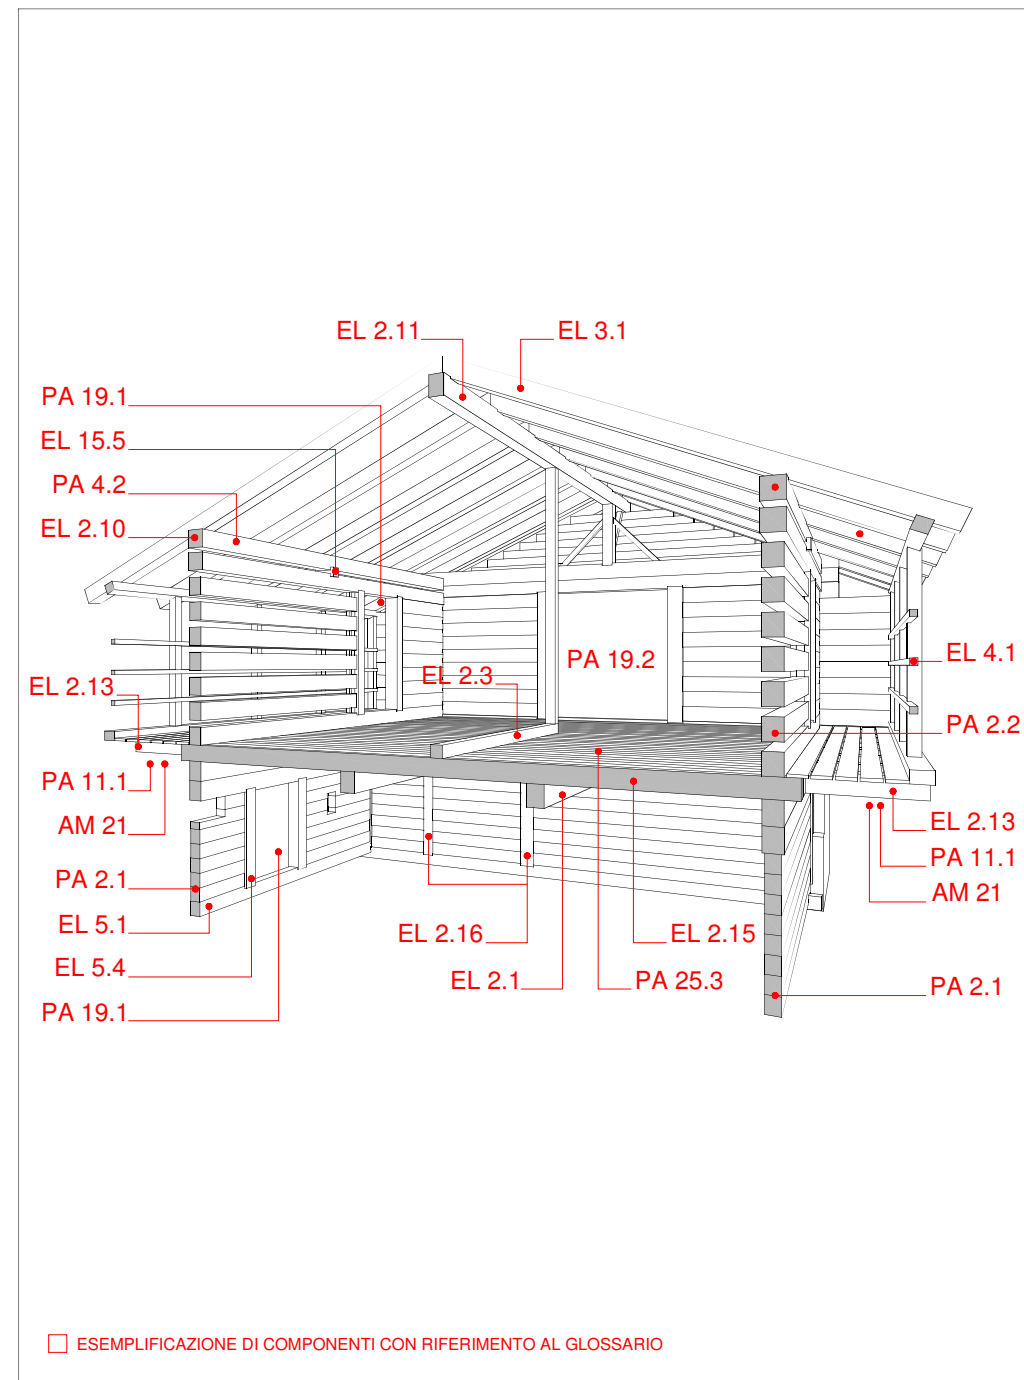 EL 2.11
EL 3.1
PA 19.1
EL 15.5
PA 4.2
EL 2.10
PA 19.2
EL 4.1
EL 2.3
EL 2.13
PA 2.2
PA 11.1
EL 2.13
AM 21
PA 11.1
PA 2.1
AM 21
EL 5.1
EL 2.16
EL 2.15
EL 5.4
EL 2.1
PA 25.3
PA 2.1
PA 19.1
ESEMPLIFICAZIONE DI COMPONENTI CON RIFERIMENTO AL GLOSSARIO